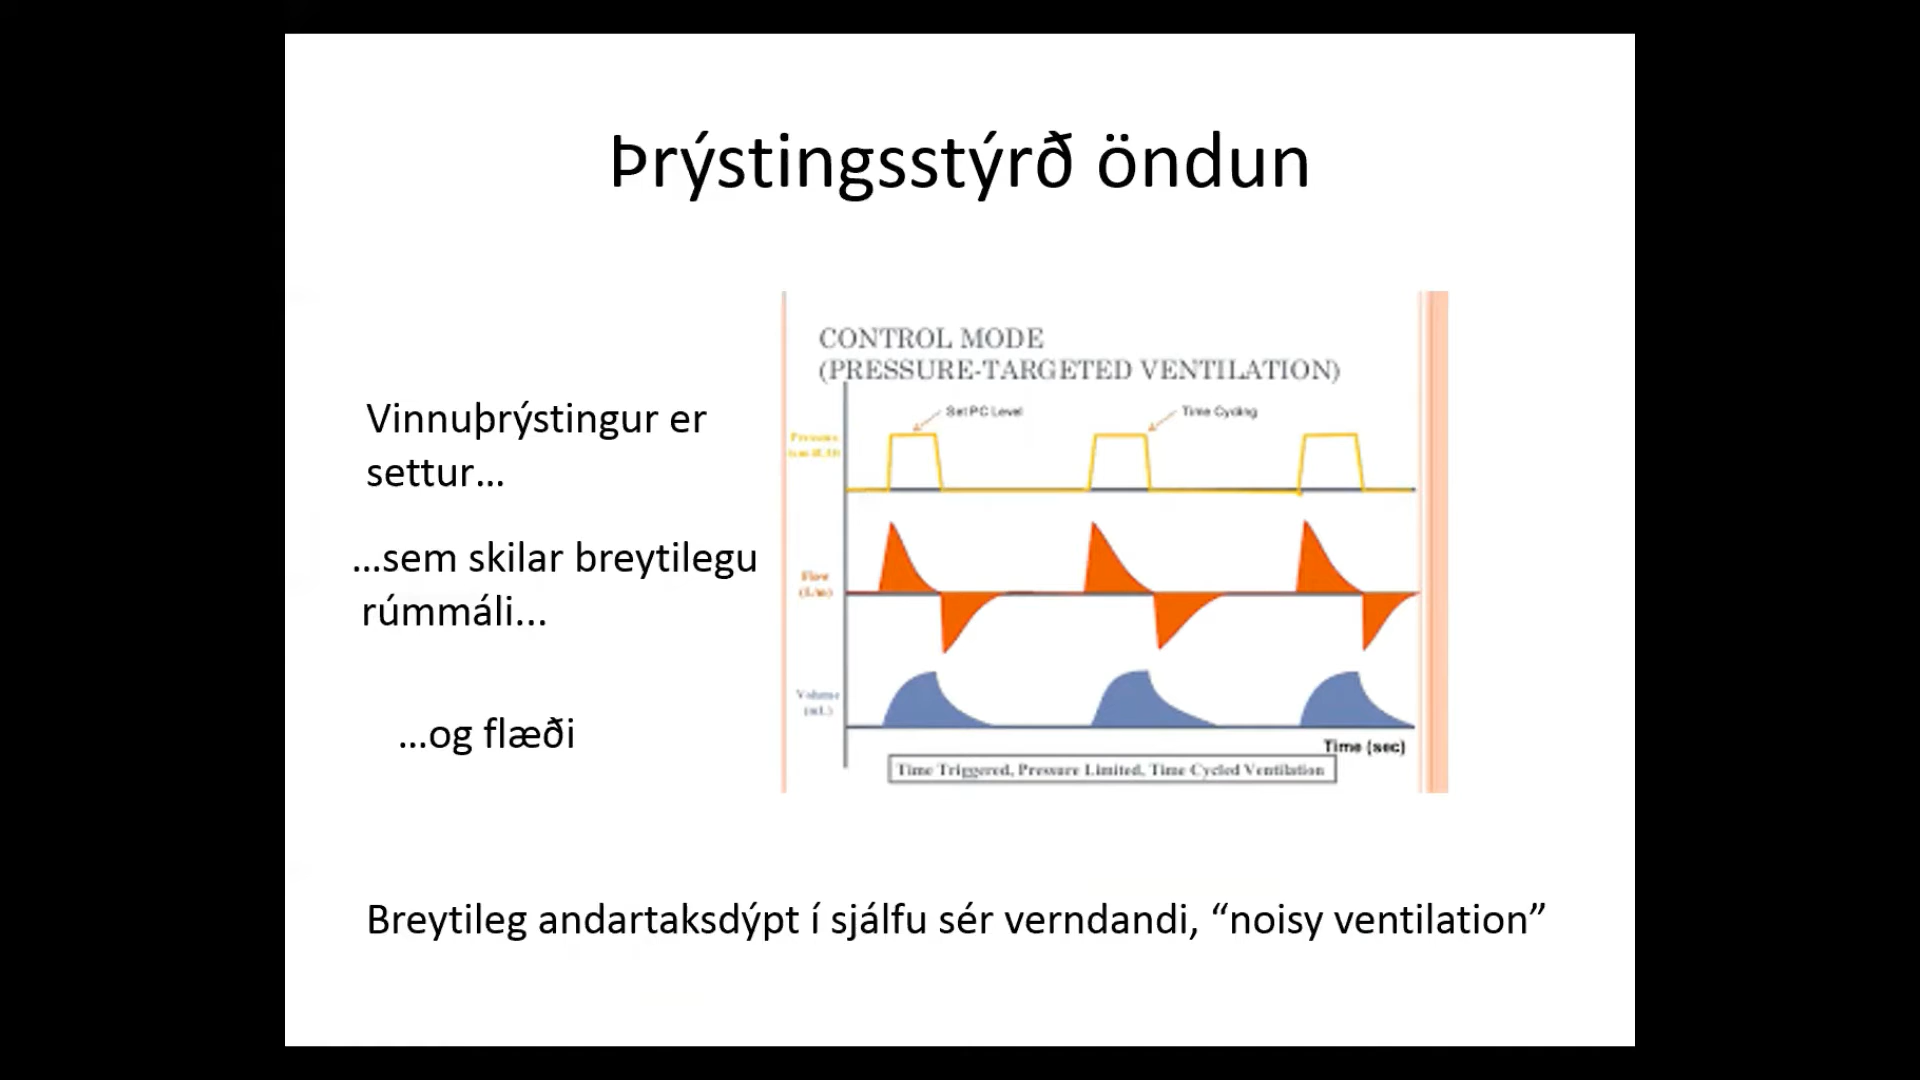 Þrýstingsstýrð öndun
Vinnuþrýstingur er
settur...
...sem skilar breytilegu
rúmmáli...
...og flæði
CONTROL MODE
(PRESSURE-TARGETED VENTILATION)
Set PC Level
Time Cycling
Pressure
Flow
Volume
(mL)
Time (sec)
Time Triggered, Pressure Limited, Time Cycled Ventilation
Breytileg andartaksdýpt í sjálfu sér verndandi, “noisy ventilation”